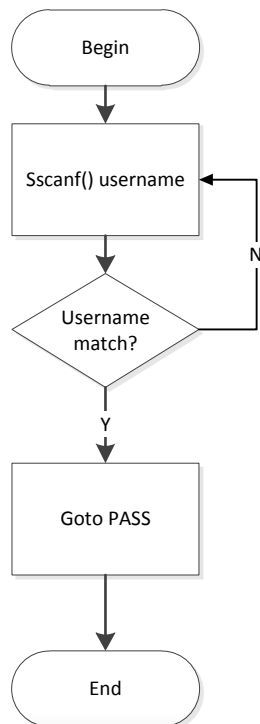 Begin
Sscanf() username
N
Username
match?
Y
Goto PASS
End